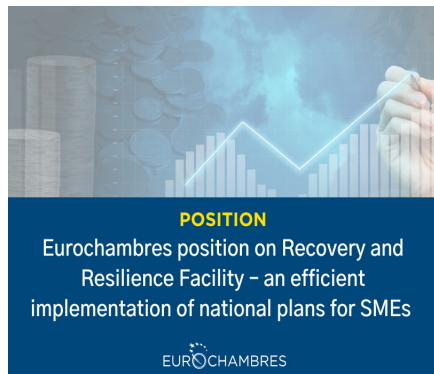 POSITION
Eurochambres position on Recovery and
Resilience Facility – an efficient
implementation of national plans for SMEs
EUROCHAMBRES